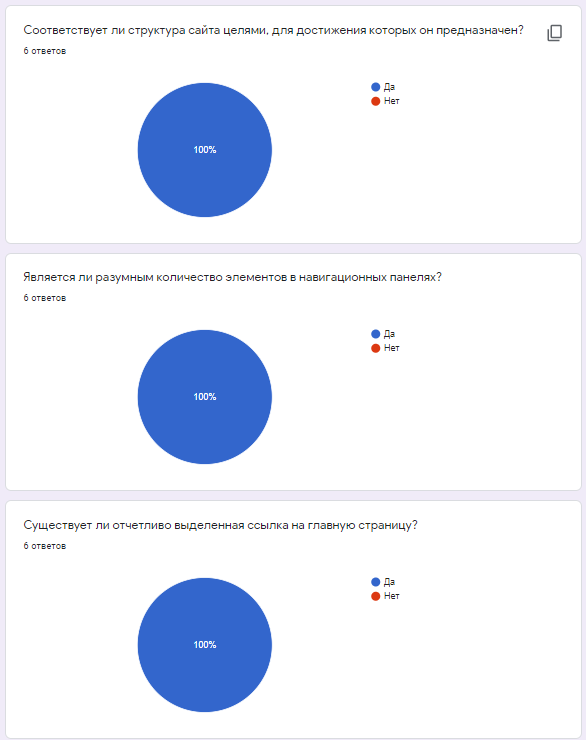 Соответствует ли структура сайта целями, для достижения которых он предназначен?
6 ответов
Да
Нет
100%
Является ли разумным количество элементов в навигационных панелях?
6 ответов
Да
Нет
100%
Существует ли отчетливо выделенная ссылка на главную страницу?
6 ответов
Да
Нет
100%